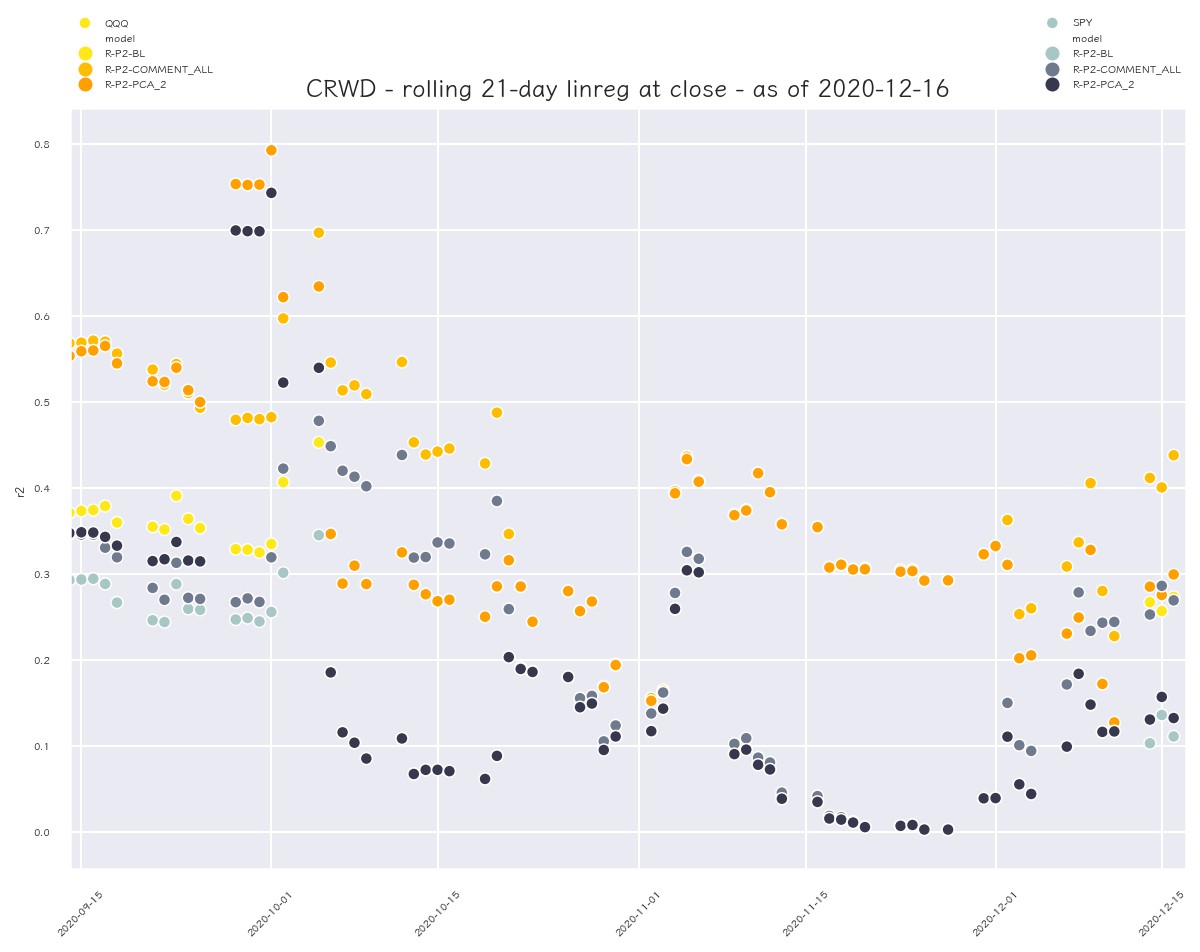 QQQ
model
R-P2-BL
R-P2-COMMENT_ALL
R-P2-PCA_2
SPY
model
R-P2-BL
R-P2-COMMENT_ALL
R-P2-PCA_2
CRWD - rolling 21-day linreg at close - as of 2020-12-16
0.8
0.7
0.6
0.5
0.4
0.3
0.2
0.1
0.0
r2
2020-09-15
2020-10-01
2020-10-15
2020-11-01
2020-11-15
2020-12-01
2020-12-15